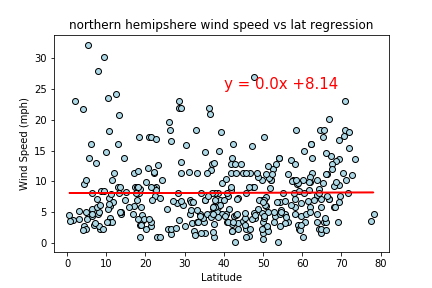 northern hemipshere wind speed vs lat regression
y = 0.0x +8.14
Wind Speed (mph)
30
25
20
15
10
5
0
0 10 20 30 40 50 60 70 80
Latitude